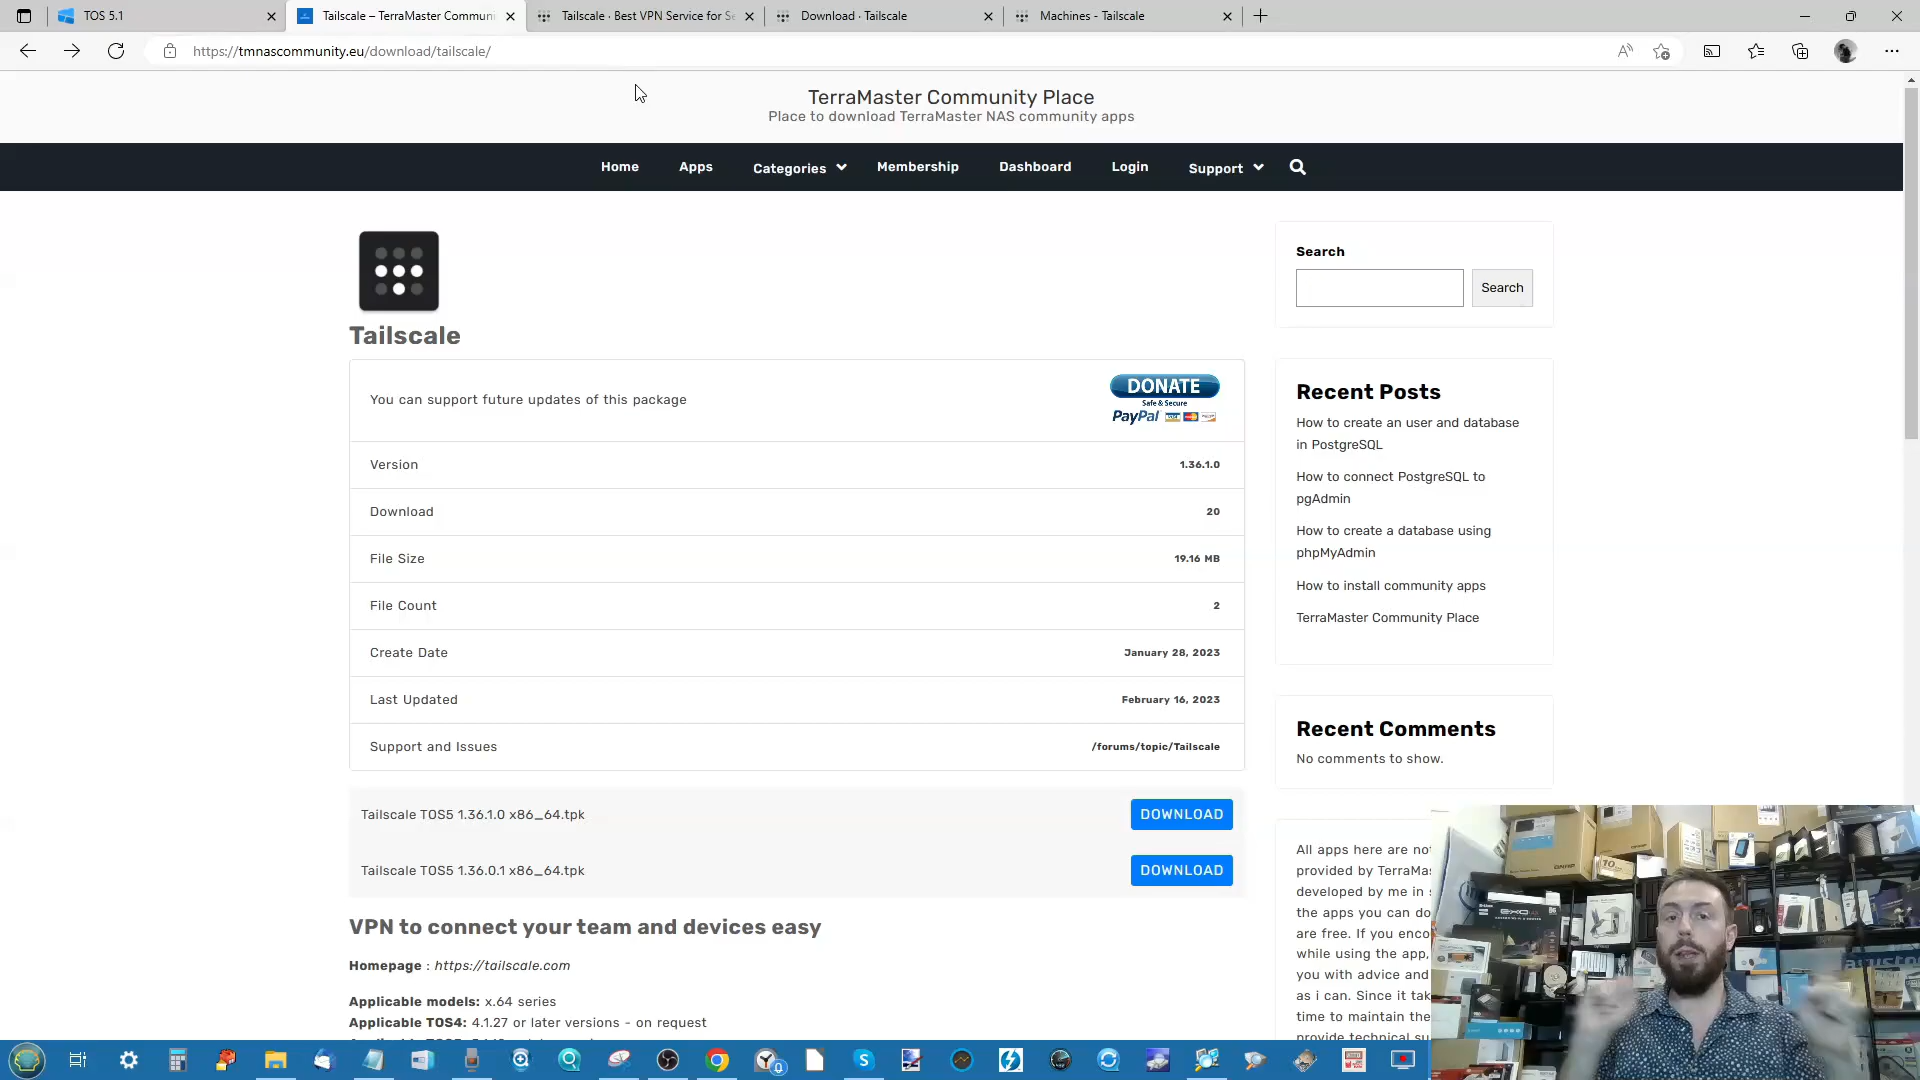 TOS 5.1
Tailscale – TerraMaster Commun
Tailscale · Best VPN Service for Se
Download · Tailscale
Machines - Tailscale
https://tmnascommunity.eu/download/tailscale/
TerraMaster Community Place
Place to download TerraMaster NAS community apps
Home
Apps
Categories
Membership
Dashboard
Login
Support
Tailscale
You can support future updates of this package
DONATE
Safe & Secure
PayPal
Version
1.36.1.0
Download
20
File Size
19.16 MB
File Count
2
Create Date
January 28, 2023
Last Updated
February 16, 2023
Support and Issues
/forums/topic/Tailscale
Tailscale TOS5 1.36.1.0 x86_64.tpk
DOWNLOAD
Tailscale TOS5 1.36.0.1 x86_64.tpk
DOWNLOAD
VPN to connect your team and devices easy
Homepage : https://tailscale.com
Applicable models: x.64 series
Applicable TOS4: 4.1.27 or later versions - on request
Search
Search
Recent Posts
How to create an user and database
in PostgreSQL
How to connect PostgreSQL to
pgAdmin
How to create a database using
phpMyAdmin
How to install community apps
TerraMaster Community Place
Recent Comments
No comments to show.
All apps here are no
provided by TerraMas
developed by me in
the apps you can do
are free. If you enco
while using the app,
you with advice and
as i can. Since it tak
time to maintain the
provide technical su